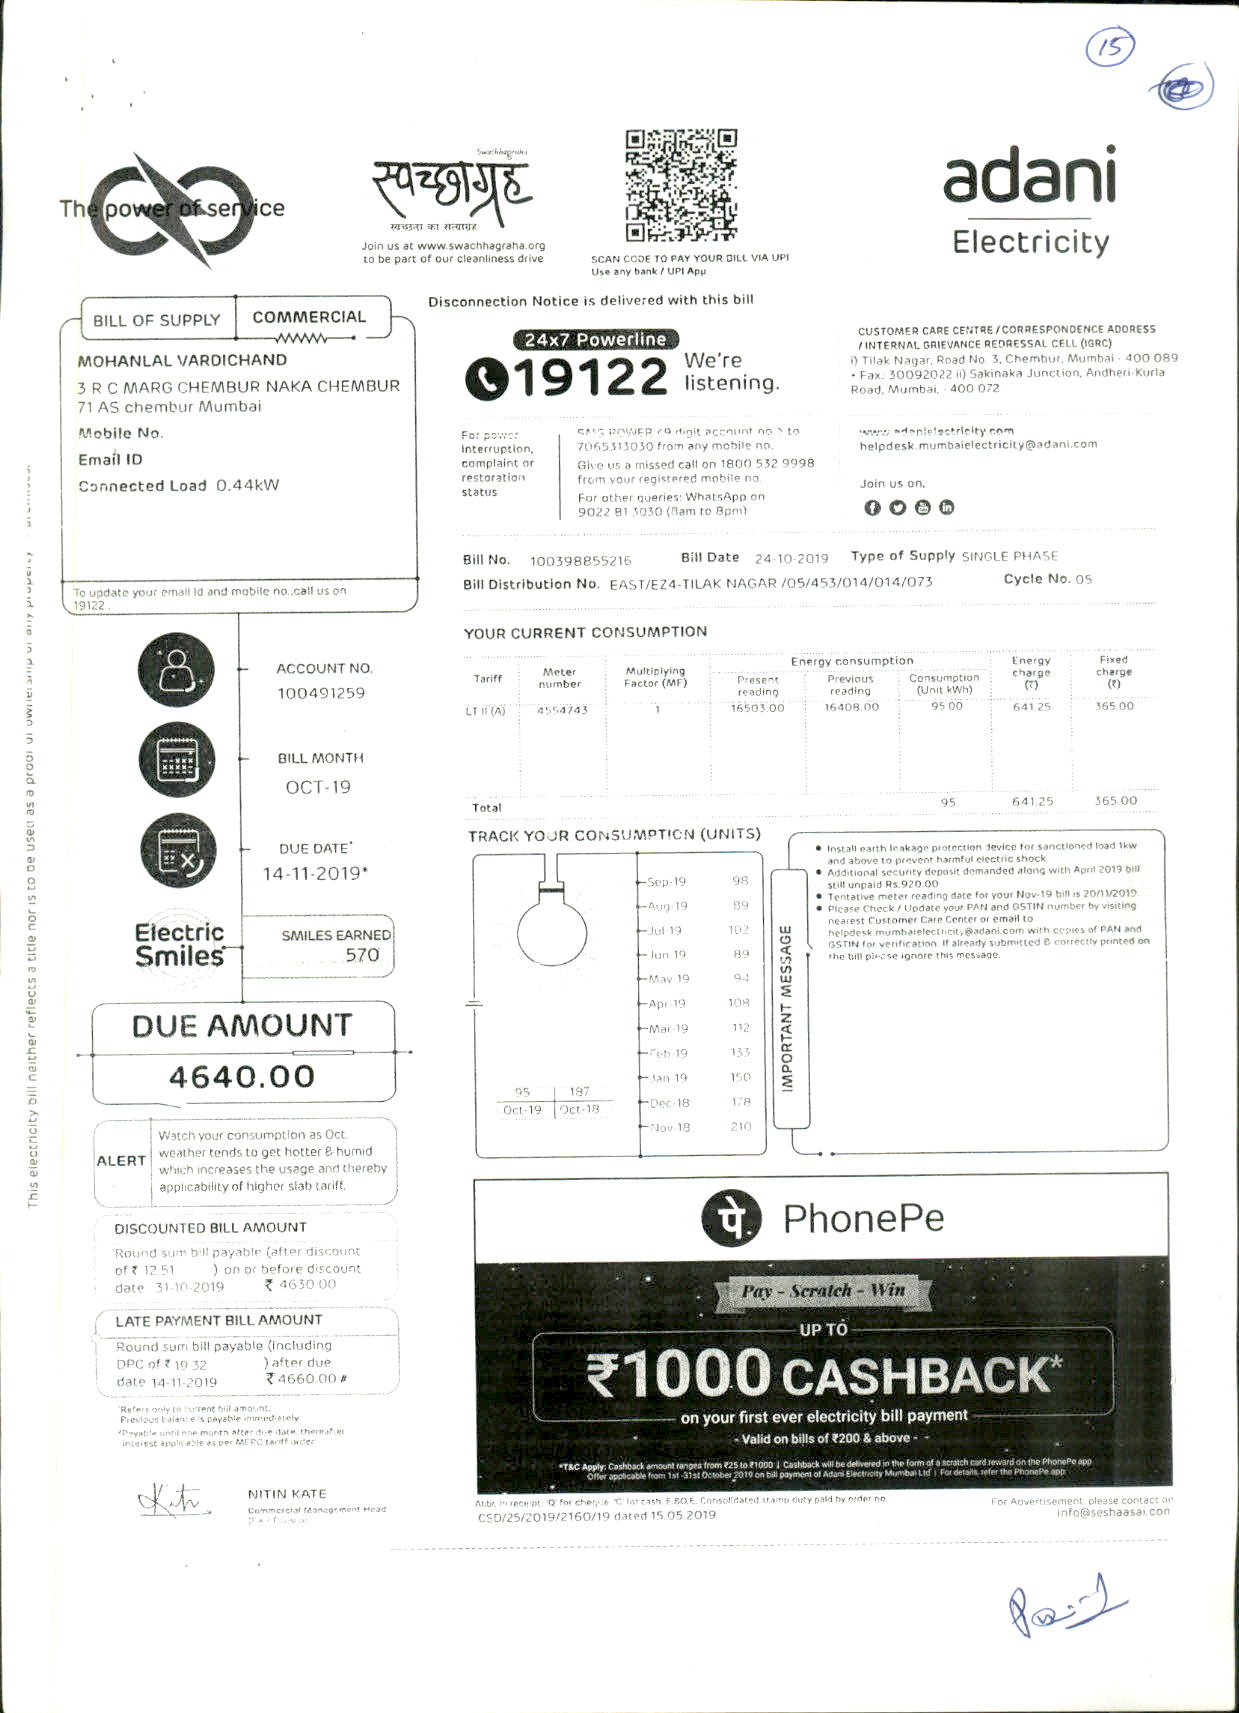 15
The power of service
Swachhagraha
स्वच्छाग्रह
स्वच्छता का सत्याग्रह
Join us at www.swachhagraha.org
to be part of our cleanliness drive
SCAN CODE TO PAY YOUR BILL VIA UPI
Use any bank / UPI App
adani
Electricity
BILL OF SUPPLY
COMMERCIAL
MOHANLAL VARDICHAND
3 R C MARG CHEMBUR NAKA CHEMBUR
71 AS chembur Mumbai
Mobile No.
Email ID
Connected Load 0.44kW
To update your email Id and mobile no.,call us on
19122.
Disconnection Notice is delivered with this bill
24x7 Powerline
19122
We're
listening.
CUSTOMER CARE CENTRE/CORRESPONDENCE ADDRESS
/ INTERNAL GRIEVANCE REDRESSAL CELL (IGRC)
i) Tilak Nagar, Road No. 3, Chembur, Mumbai - 400 089
• Fax: 30092022 ii) Sakinaka Junction, Andheri-Kurla
Road, Mumbai, - 400 072
For power
interruption,
complaint or
restoration
status
SMS POWER <9 digit account no.> to
7065313030 from any mobile no.
Give us a missed call on 1800 532 9998
from your registered mobile no.
For other queries: WhatsApp on
9022 81 3030 (8am to 8pm)
www.adanielectricity.com
helpdesk.mumbaielectricity@adani.com
Join us on,
Bill No. 100398855216 Bill Date 24-10-2019 Type of Supply SINGLE PHASE
Bill Distribution No. EAST/EZ4-TILAK NAGAR /05/453/014/014/073 Cycle No. 05
ACCOUNT NO.
100491259
BILL MONTH
OCT-19
DUE DATE*
14-11-2019*
Electric
Smiles
SMILES EARNED
570
DUE AMOUNT
4640.00
ALERT
Watch your consumption as Oct.
weather tends to get hotter & humid
which increases the usage and thereby
applicability of higher slab tariff.
DISCOUNTED BILL AMOUNT
*Round sum bill payable (after discount
of ₹ 12.51 ) on or before discount
date 31-10-2019 ₹ 4630.00
LATE PAYMENT BILL AMOUNT
Round sum bill payable (including
DPC of ₹ 19.32 ) after due
date 14-11-2019 ₹ 4660.00 #
*Refers only to current bill amount.
Previous balance is payable immediately
#Payable until one month after due date, thereafter
interest applicable as per MERC tariff order
NITIN KATE
Commercial Management Head
YOUR CURRENT CONSUMPTION
Energy consumption
Tariff Meter number Multiplying Factor (MF) Present reading Previous reading Consumption (Unit kWh) Energy charge (₹) Fixed charge (₹)
LT II (A) 4554743 1 16503.00 16408.00 95.00 641.25 365.00
Total 95 641.25 365.00
TRACK YOUR CONSUMPTION (UNITS)
Sep-19 98
Aug-19 89
Jul-19 102
Jun-19 89
May-19 94
Apr-19 108
Mar-19 112
Feb-19 133
Jan-19 150
Dec-18 178
Nov-18 210
95 187
Oct-19 Oct-18
IMPORTANT MESSAGE
• Install earth leakage protection device for sanctioned load 1kw
and above to prevent harmful electric shock.
• Additional security deposit demanded along with April 2019 bill
still unpaid Rs.920.00
• Tentative meter reading date for your Nov-19 bill is 20/11/2019.
• Please Check / Update your PAN and GSTIN number by visiting
nearest Customer Care Center or email to
helpdesk.mumbaielectricity@adani.com with copies of PAN and
GSTIN for verification. If already submitted & correctly printed on
the bill please ignore this message.
पे PhonePe
Pay - Scratch - Win
UP TO
₹1000 CASHBACK*
on your first ever electricity bill payment
- Valid on bills of ₹200 & above -
*T&C Apply: Cashback amount ranges from ₹25 to ₹1000 | Cashback will be delivered in the form of a scratch card reward on the PhonePe app
Offer applicable from 1st -31st October 2019 on bill payment of Adani Electricity Mumbai Ltd | For details, refer the PhonePe app
Abbr. in receipt: 'Q' for cheque 'C' for cash, E.&O.E. Consolidated stamp duty paid by order no
CSD/25/2019/2160/19 dated 15.05.2019
For Advertisement, please contact on
info@seshaasai.con
This electricity bill neither reflects a title nor is to be used as a proof of ownership of any property
Paid